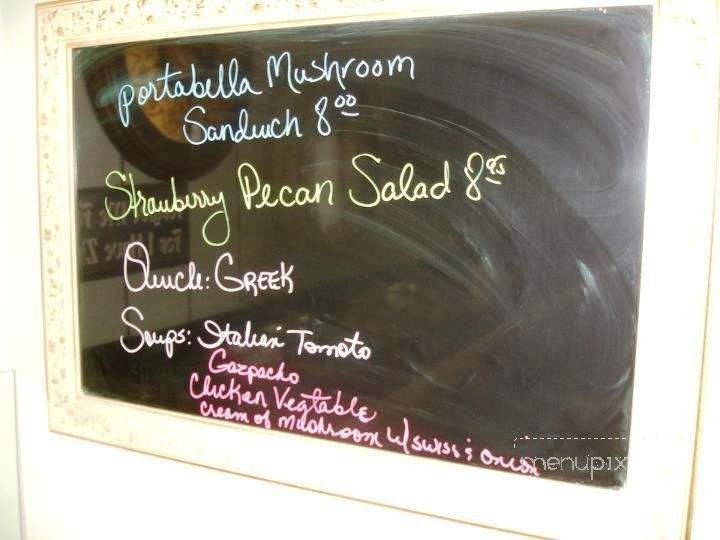 Portabella Mushroom
Sandwich 8.00
Strawberry Pecan Salad 8.95
Quiche: GREEK
Soups: Italian Tomato
Gazpacho
Chicken Vegtable
Cream of Mushroom w/ swiss & onion
menupix